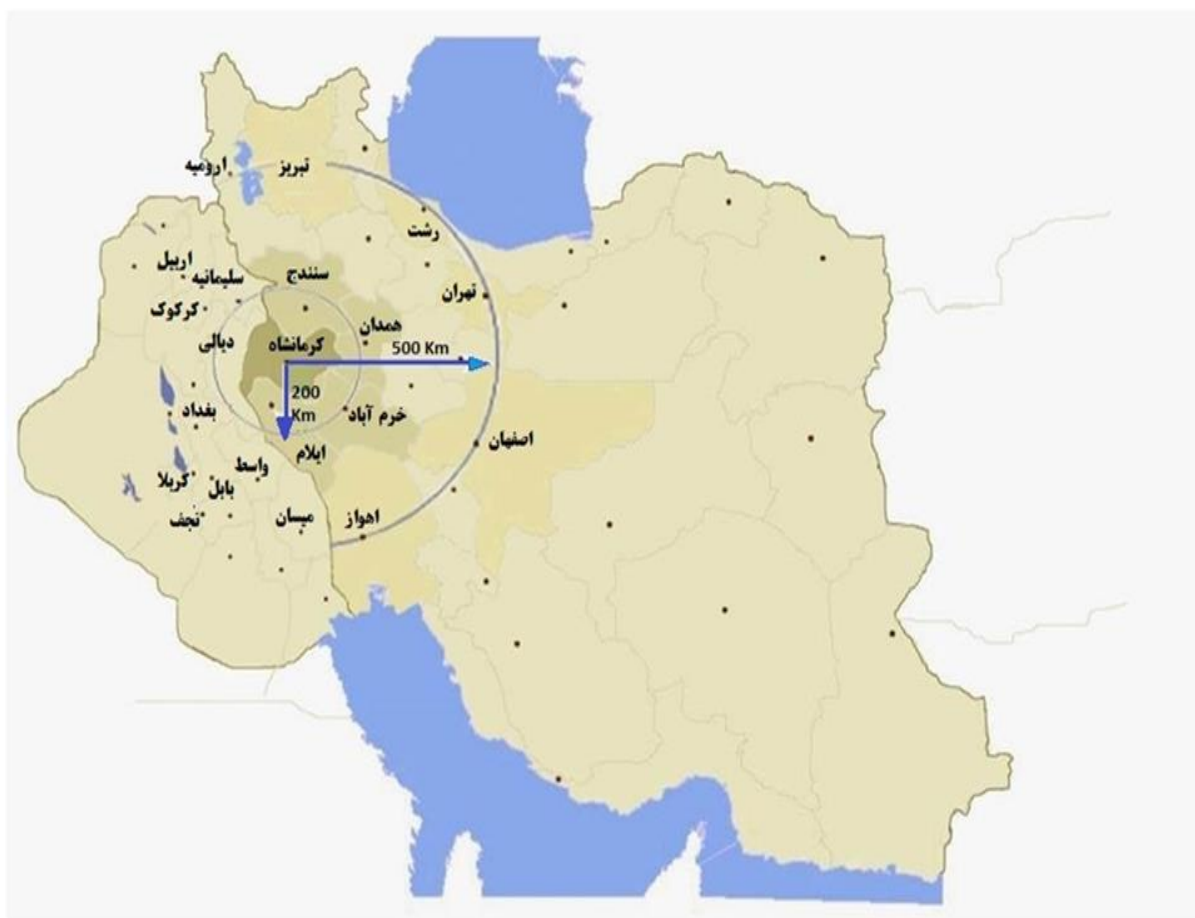 تبریز
ارومیه
رشت
اربیل
سلیمانیه
سنندج
تهران
کرکوک
همدان
دیالی
کرمانشاه
500 Km
200
Km
بغداد
خرم آباد
اصفهان
ایلام
واسط
کربلا
بابل
نجف
میسان
اهواز